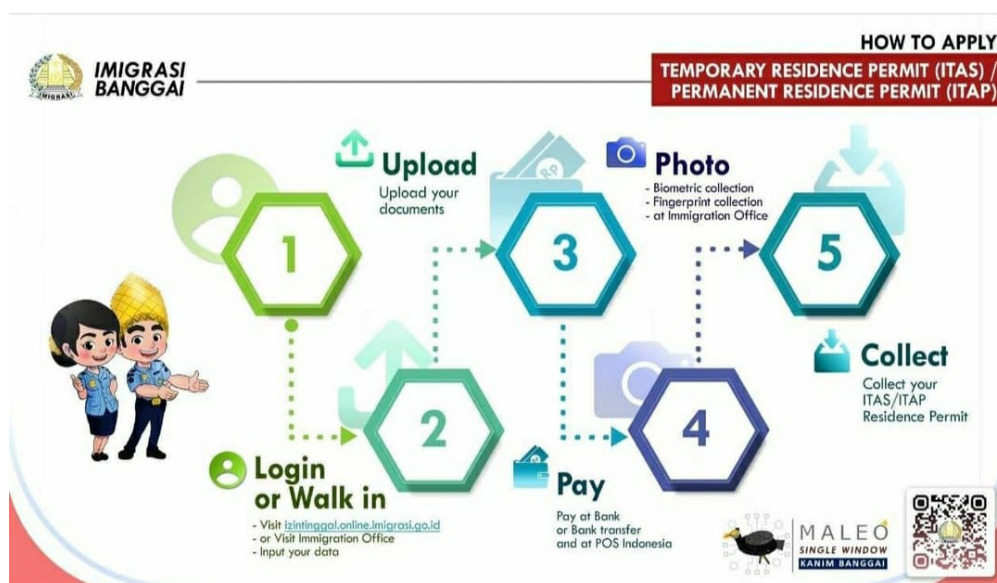 IMIGRASI
BANGGAI
HOW TO APPLY
TEMPORARY RESIDENCE PERMIT (ITAS) /
PERMANENT RESIDENCE PERMIT (ITAP)
1
Login
or Walk in
- Visit izintinggal.online.imigrasi.go.id
- or Visit Immigration Office
- Input your data
2
Upload
Upload your
documents
3
RP
Pay
Pay at Bank
or Bank transfer
and at POS Indonesia
4
Photo
- Biometric collection
- Fingerprint collection
- at Immigration Office
5
Collect
Collect your
ITAS/ITAP
Residence Permit
IMIGRASI
MALEO
SINGLE WINDOW
KANIM BANGGAI